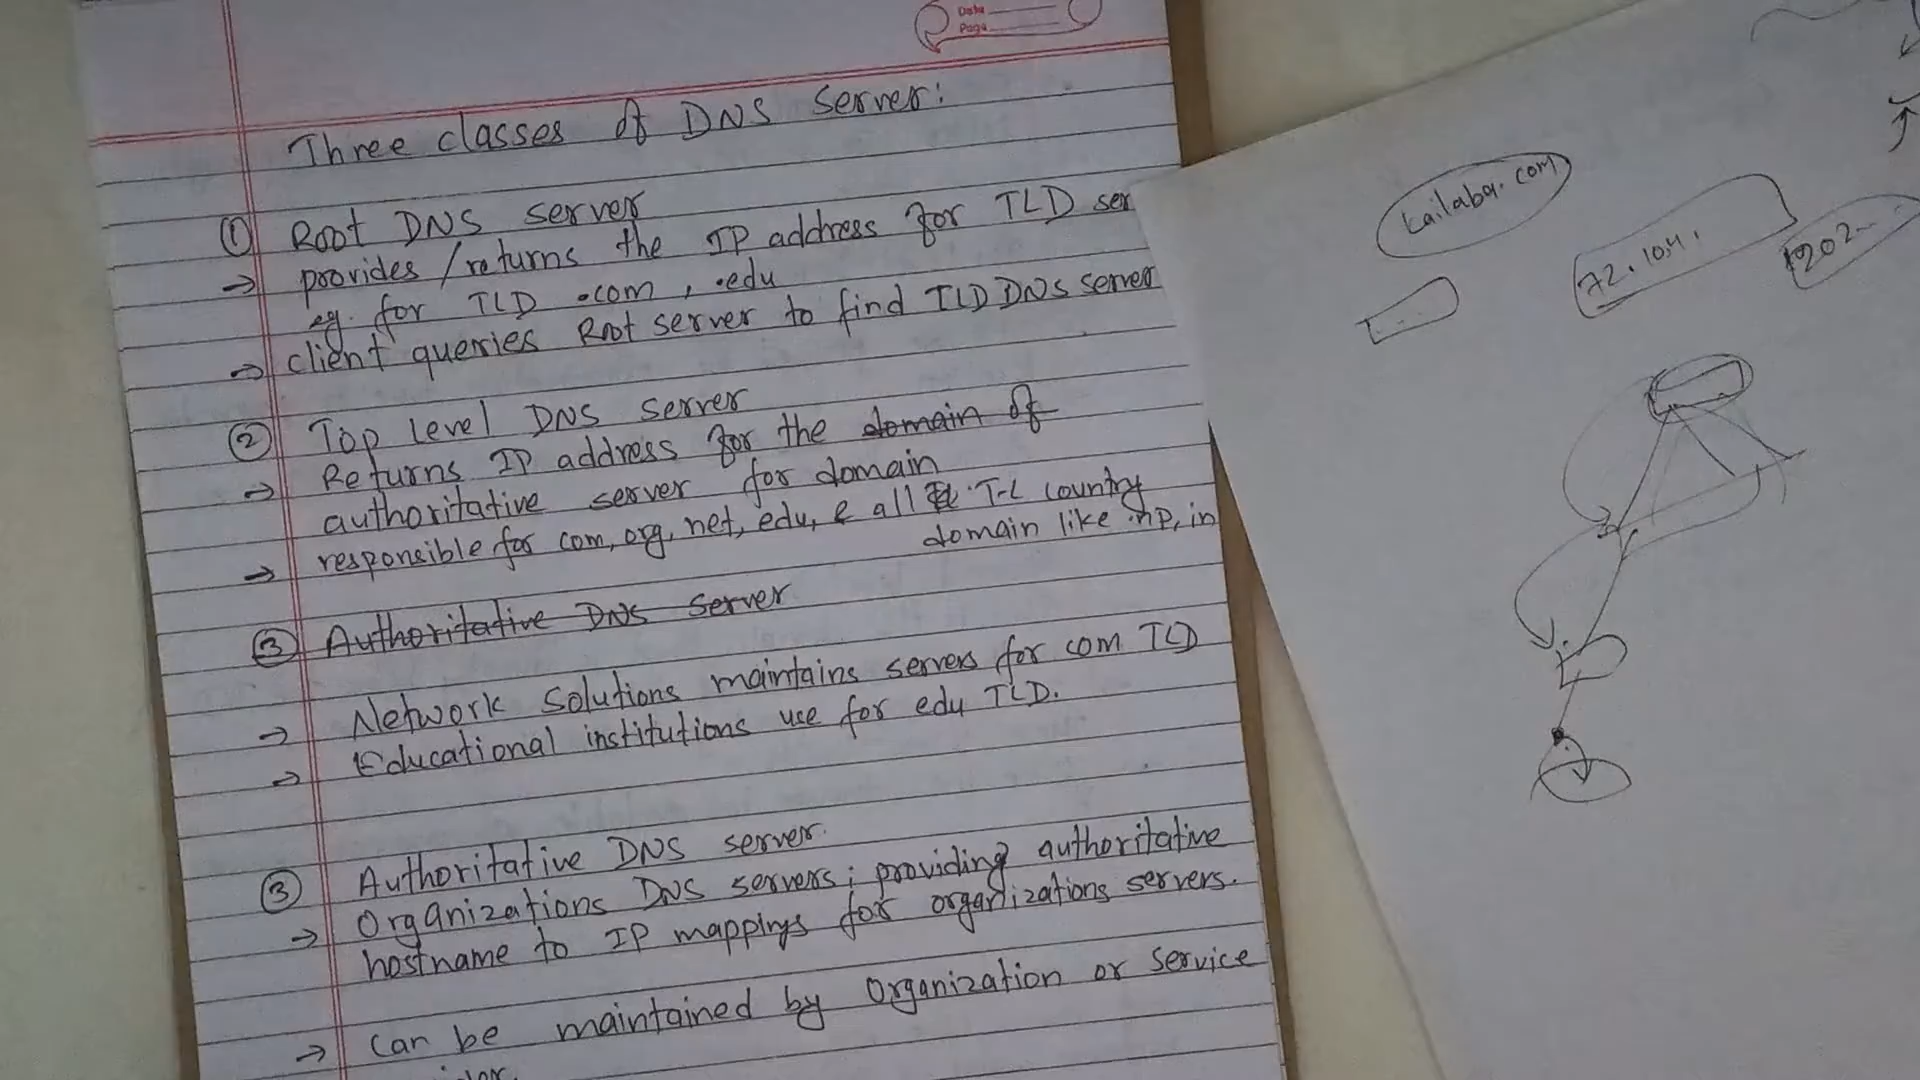 Date
Page
Three classes of DNS server:
① Root DNS server
→ provides/returns the IP address for TLD ser
eg. for TLD .com, .edu
→ client queries Root server to find TLD DNS server
② Top Level DNS server
→ Returns IP address for the domain of
authoritative server for domain
→ responsible for com, org, net, edu, & all T-L country
domain like np, in
③ Authoritative DNS server
→ Network Solutions maintains servers for com TLD
→ Educational institutions use for edu TLD.
③ Authoritative DNS server.
→ Organizations DNS servers; providing authoritative
hostname to IP mappings for organizations servers.
→ can be maintained by Organization or service
.com
72.104.
202...